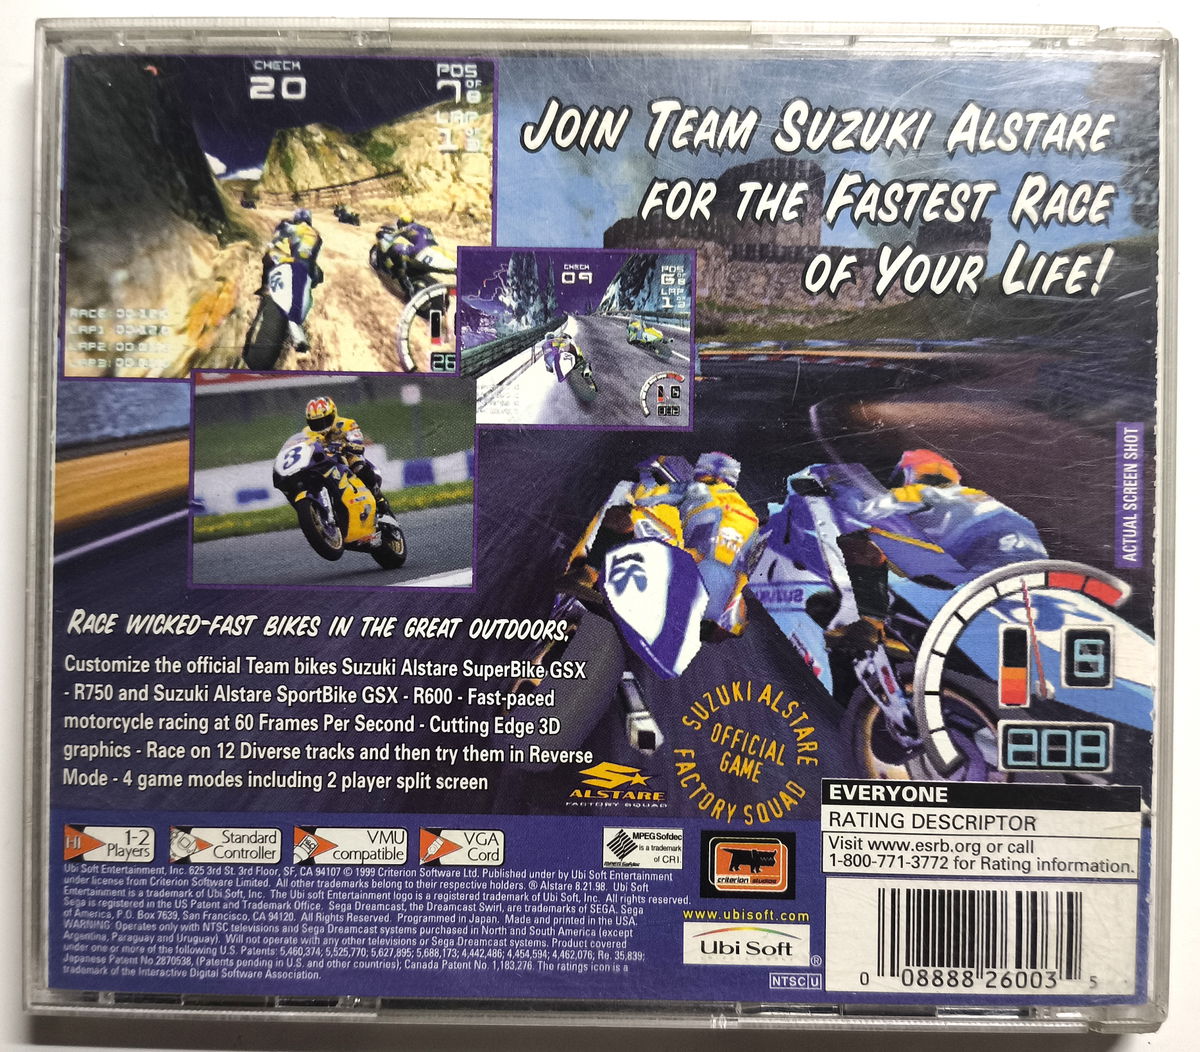 CHECK
20
POS
7 OF 8
LAP
1 OF 3
JOIN TEAM SUZUKI ALSTARE
FOR THE FASTEST RACE
OF YOUR LIFE!
CHECK
09
POS
6 OF 8
LAP
1 OF 3
RACE
LAP1
LAP2
LAP3
26
3
ACTUAL SCREEN SHOT
RACE WICKED-FAST BIKES IN THE GREAT OUTDOORS.
Customize the official Team bikes Suzuki Alstare SuperBike GSX
- R750 and Suzuki Alstare SportBike GSX - R600 - Fast-paced
motorcycle racing at 60 Frames Per Second - Cutting Edge 3D
graphics - Race on 12 Diverse tracks and then try them in Reverse
Mode - 4 game modes including 2 player split screen
208
SUZUKI ALSTARE
OFFICIAL
GAME
FACTORY SQUAD
ALSTARE
FACTORY SQUAD
1-2
Players
Standard
Controller
VMU
compatible
VGA
Cord
MPEG Sofdec
is a trademark
of CRI.
MPEG Sofdec
criterion studios
EVERYONE
RATING DESCRIPTOR
Visit www.esrb.org or call
1-800-771-3772 for Rating information.
Ubi Soft Entertainment, Inc. 625 3rd St. 3rd Floor, SF, CA 94107 © 1999 Criterion Software Ltd. Published under by Ubi Soft Entertainment
under license from Criterion Software Limited. All other trademarks belong to their respective holders. ® Alstare 8.21.98. Ubi Soft
Entertainment is a trademark of Ubi Soft, Inc. The Ubi soft Entertainment logo is a registered trademark of Ubi Soft, Inc. All rights reserved.
Sega is registered in the US Patent and Trademark Office. Sega Dreamcast, the Dreamcast Swirl, are trademarks of SEGA. Sega
of America, P.O. Box 7639, San Francisco, CA 94120. All Rights Reserved. Programmed in Japan. Made and printed in the USA.
WARNING: Operates only with NTSC televisions and Sega Dreamcast systems purchased in North and South America (except
Argentina, Paraguay and Uruguay). Will not operate with any other televisions or Sega Dreamcast systems. Product covered
under one or more of the following U.S. Patents: 5,460,374; 5,525,770; 5,627,895; 5,688,173; 4,442,486; 4,454,594; 4,462,076; Re. 35,839;
Japanese Patent No. 2870538, (Patents pending in U.S. and other countries); Canada Patent No. 1,183,276. The ratings icon is a
trademark of the Interactive Digital Software Association.
www.ubisoft.com
Ubi Soft ®
NTSC U
0 08888 26003 5